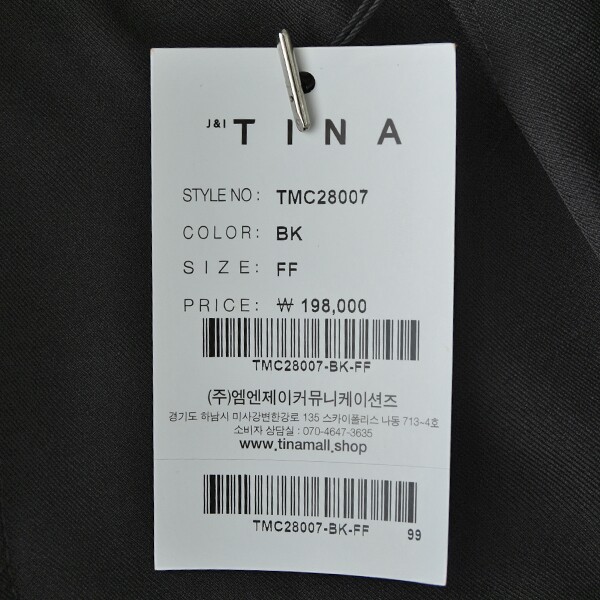 J&I TINA
STYLE NO : TMC28007
COLOR: BK
SIZE: FF
PRICE: ₩ 198,000
TMC28007-BK-FF
(주)엠엔제이커뮤니케이션즈
경기도 하남시 미사강변한강로 135 스카이폴리스 나동 713-4호
소비자 상담실 : 070-4647-3635
www.tinamall.shop
TMC28007-BK-FF 99